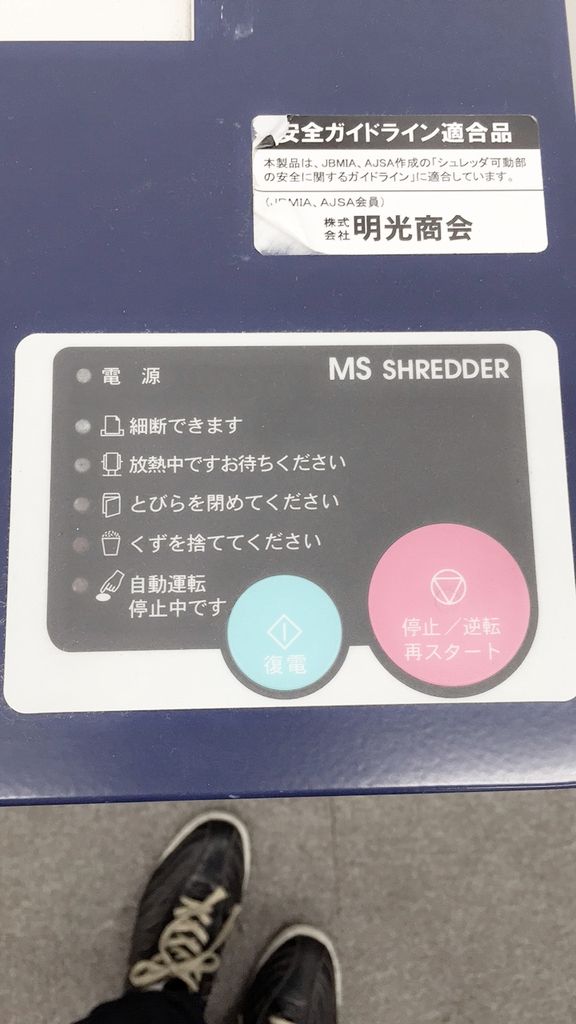 安全ガイドライン適合品
本製品は、JBMIA、AJSA作成の「シュレッダ可動部
の安全に関するガイドライン」に適合しています。
(JBMIA、AJSA会員)
株式会社 明光商会
MS SHREDDER
電源
細断できます
放熱中ですお待ちください
とびらを閉めてください
くずを捨ててください
自動運転
停止中です
復電
停止/逆転
再スタート